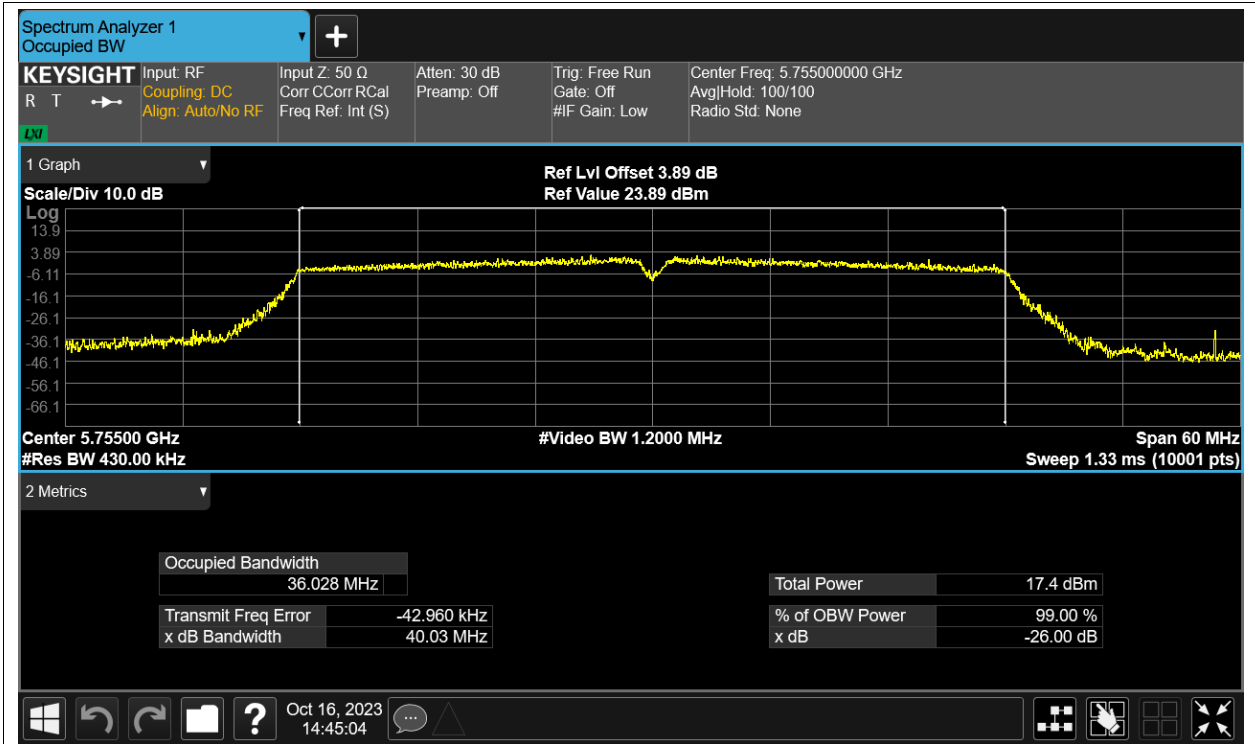 Spectrum Analyzer 1
Occupied BW
KEYSIGHT
R T
LXI
Input: RF
Coupling: DC
Align: Auto/No RF
Input Z: 50 Ω
Corr CCorr RCal
Freq Ref: Int (S)
Atten: 30 dB
Preamp: Off
Trig: Free Run
Gate: Off
#IF Gain: Low
Center Freq: 5.755000000 GHz
Avg|Hold: 100/100
Radio Std: None
1 Graph
Scale/Div 10.0 dB
Ref Lvl Offset 3.89 dB
Ref Value 23.89 dBm
Log
13.9
3.89
-6.11
-16.1
-26.1
-36.1
-46.1
-56.1
-66.1
Center 5.75500 GHz
#Res BW 430.00 kHz
#Video BW 1.2000 MHz
Span 60 MHz
Sweep 1.33 ms (10001 pts)
2 Metrics
Occupied Bandwidth
36.028 MHz
Transmit Freq Error -42.960 kHz
x dB Bandwidth 40.03 MHz
Total Power 17.4 dBm
% of OBW Power 99.00 %
x dB -26.00 dB
?
Oct 16, 2023
14:45:04